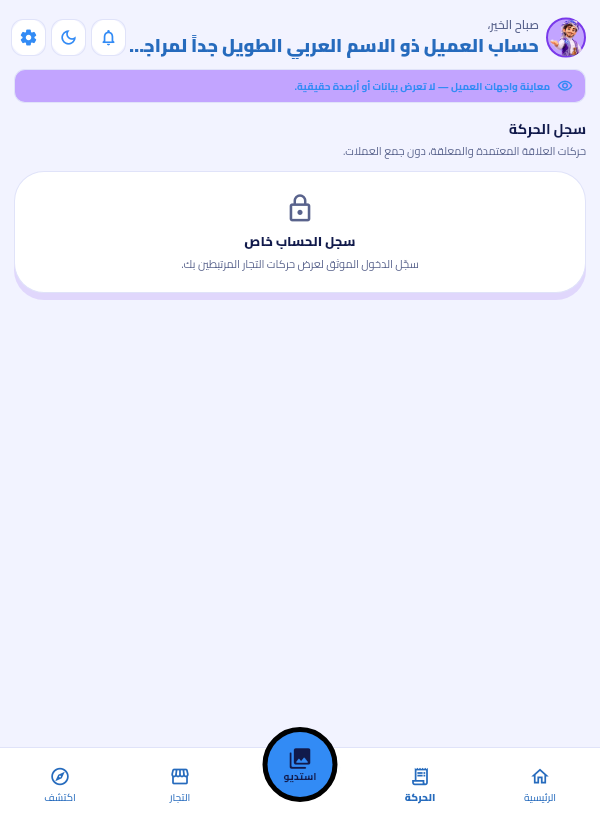 صباح الخير،
حساب العميل ذو الاسم العربي الطويل جداً لمراجـ...
معاينة واجهات العميل — لا تعرض بيانات أو أرصدة حقيقية.
سجل الحركة
حركات العلاقة المعتمدة والمعلقة، دون جمع العملات.
سجل الحساب خاص
سجّل الدخول الموثق لعرض حركات التجار المرتبطين بك.
الرئيسية
الحركة
استديو
التجار
اكتشف